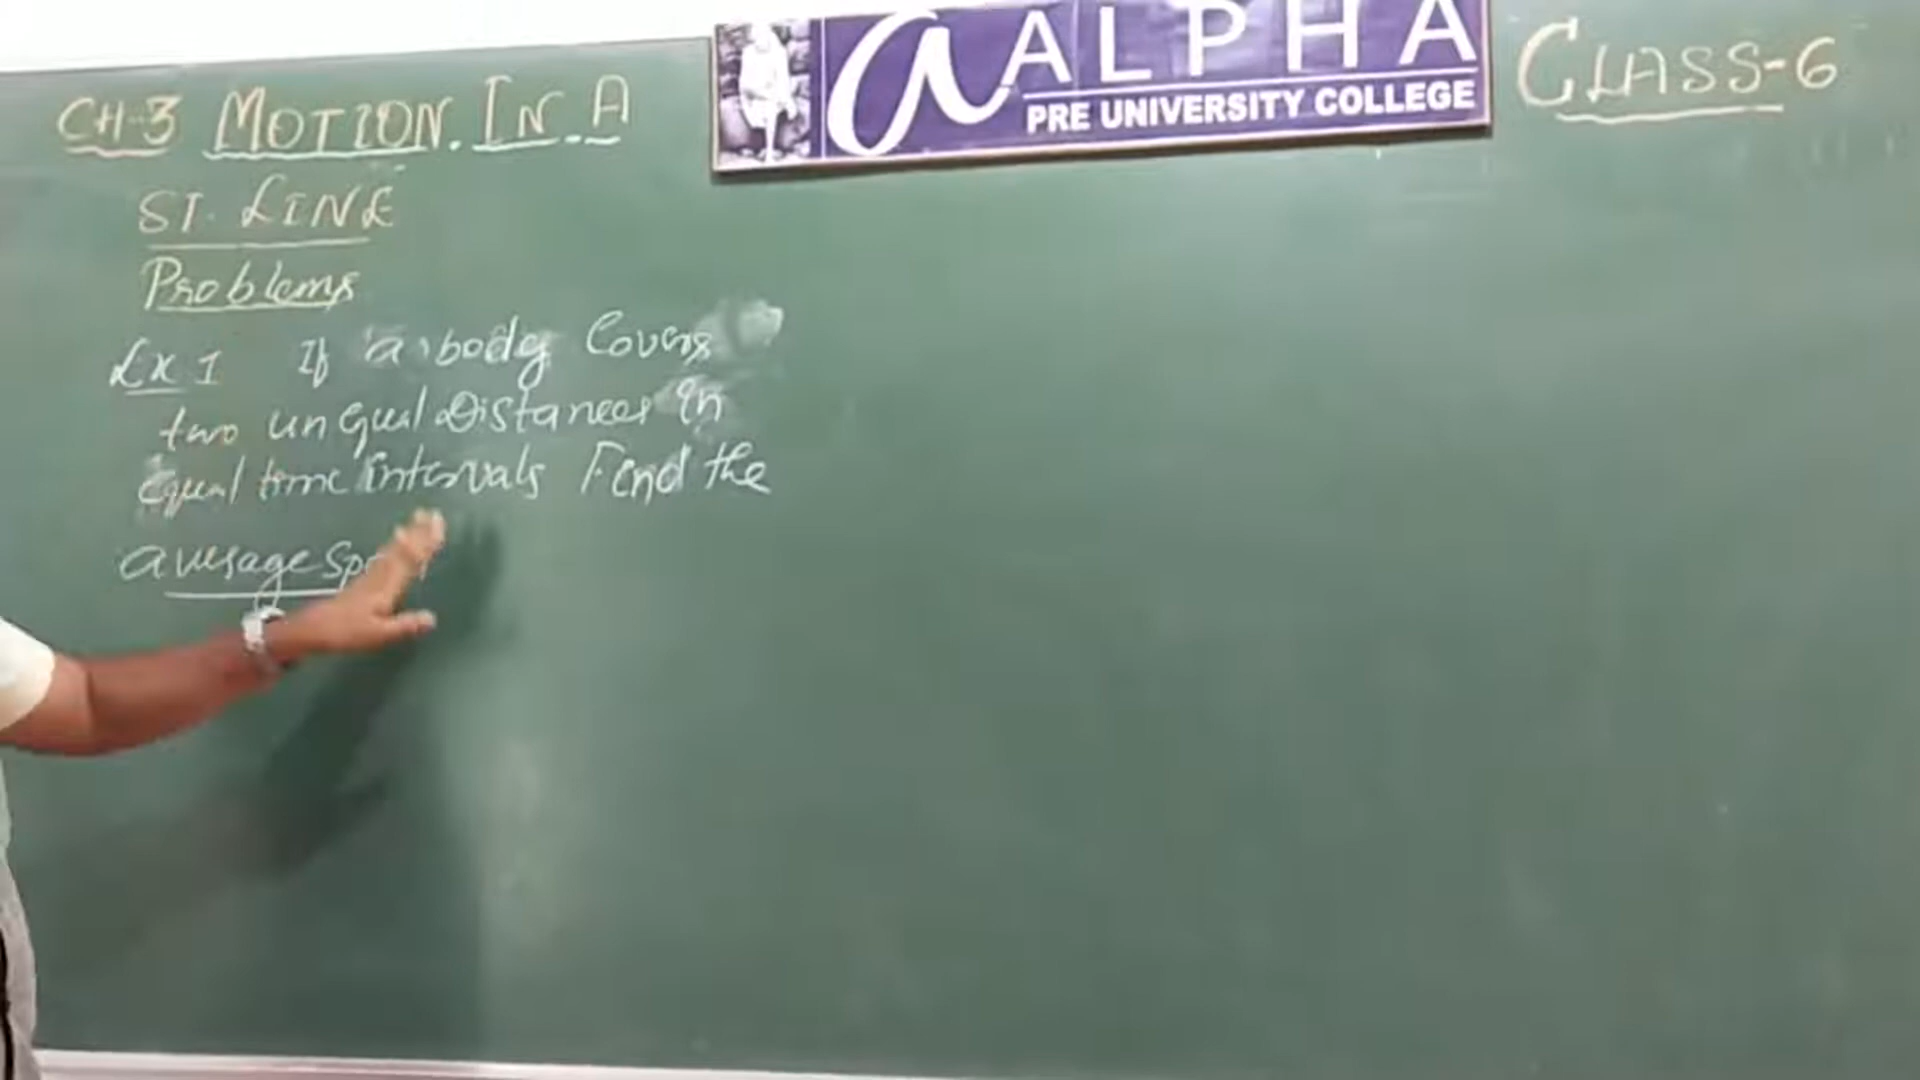 CH-3 MOTION. IN. A
ST. LINE
Problems
Ex 1 If a body Covers
two unequal Distances in
equal time intervals Find the
average
a ALPHA
PRE UNIVERSITY COLLEGE
CLASS-6